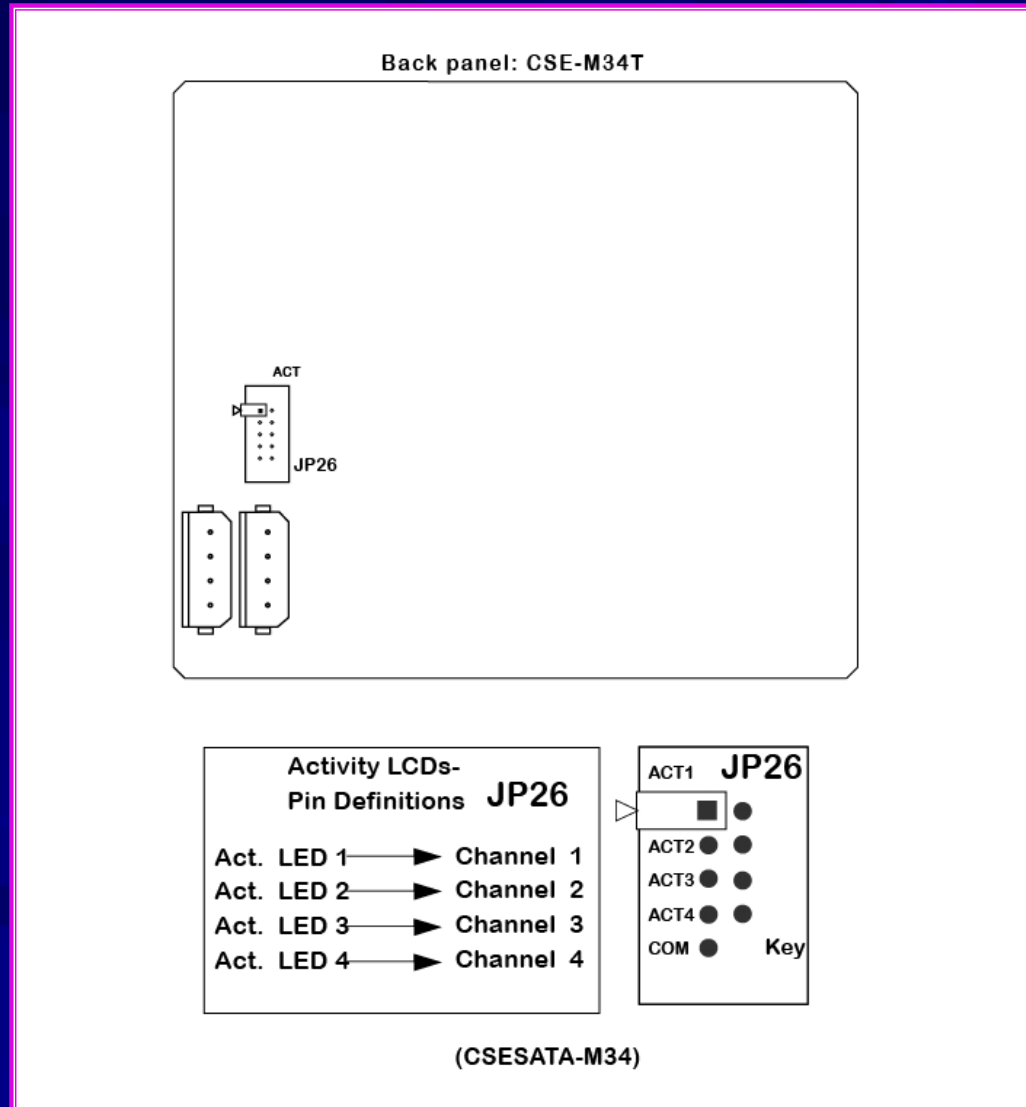 Back panel: CSE-M34T
ACT
JP26
Activity LCDs-
Pin Definitions JP26
Act. LED 1 Channel 1
Act. LED 2 Channel 2
Act. LED 3 Channel 3
Act. LED 4 Channel 4
ACT1 JP26
ACT2
ACT3
ACT4
COM Key
(CSESATA-M34)